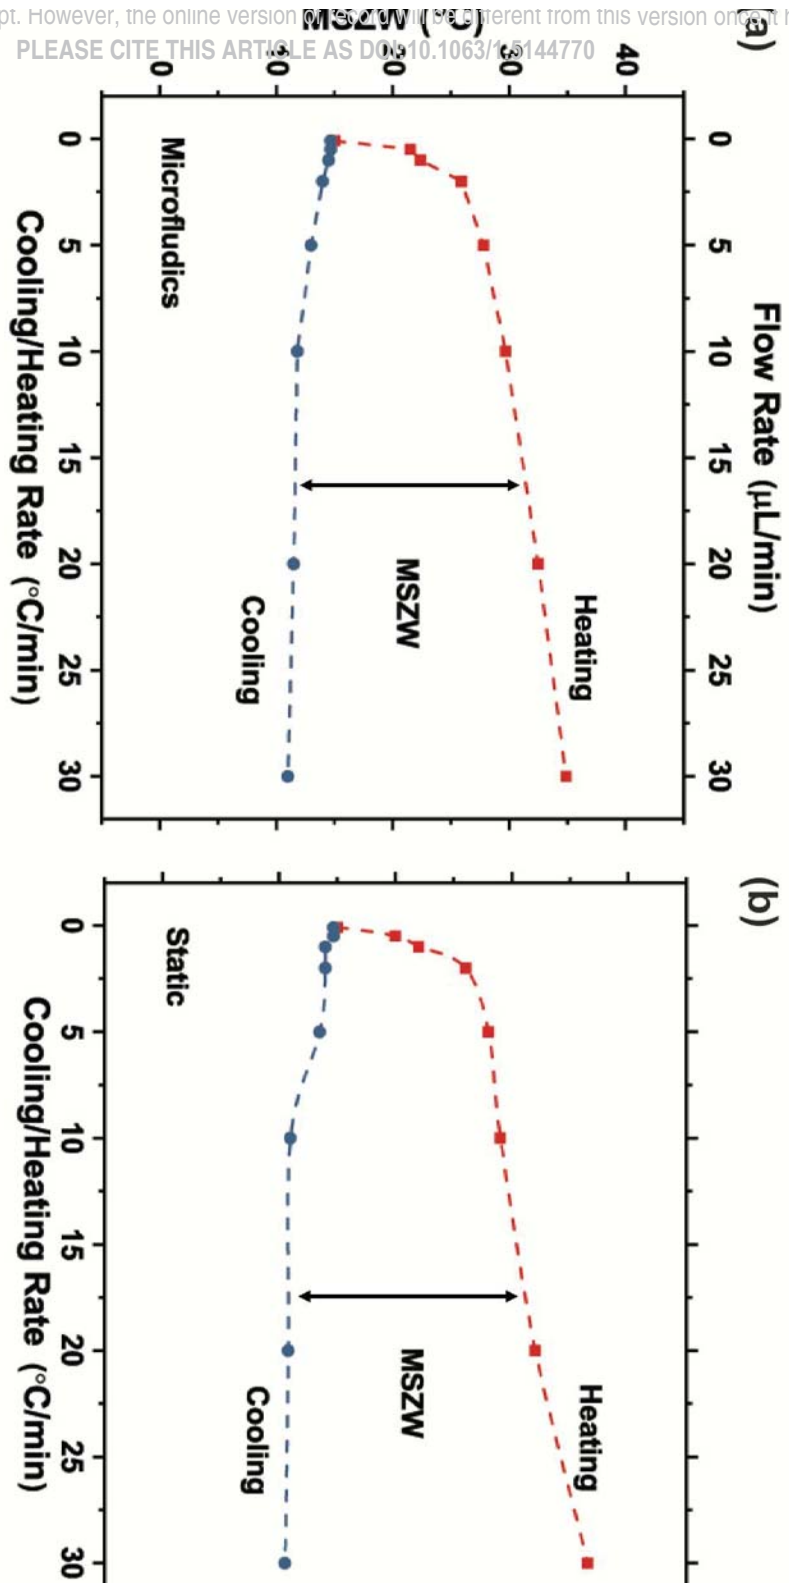 pt. However, the online version of record will be different from this version once it h
PLEASE CITE THIS ARTICLE AS DOI: 10.1063/1.5144770
(a)
Flow Rate (μL/min)
0 5 10 15 20 25 30
MSZW (°C)
40
30
20
10
0
Heating
MSZW
Cooling
Microfludics
0 5 10 15 20 25 30
Cooling/Heating Rate (°C/min)
(b)
Heating
MSZW
Cooling
Static
0 5 10 15 20 25 30
Cooling/Heating Rate (°C/min)